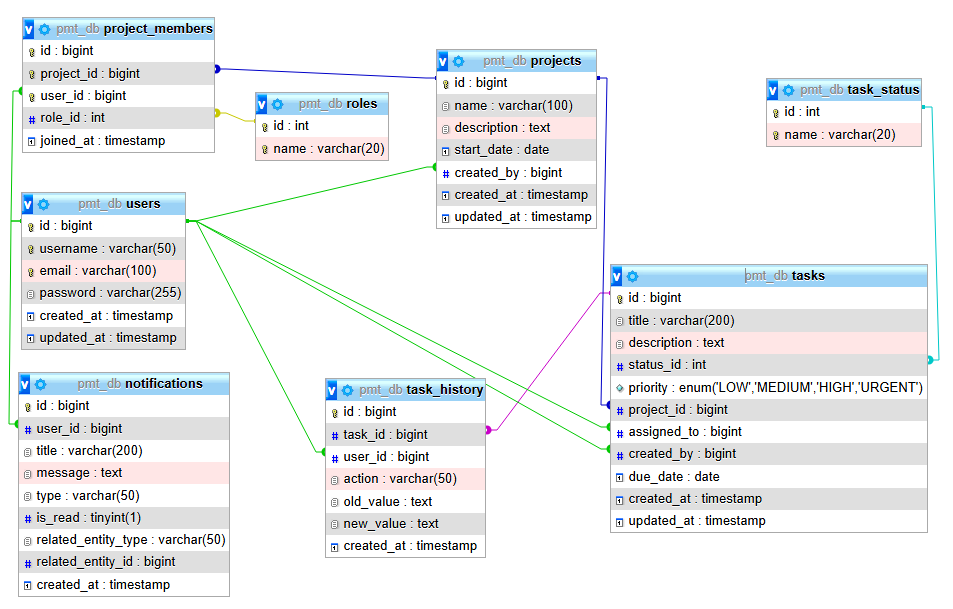 v pmt_db project_members
id : bigint
project_id : bigint
user_id : bigint
# role_id : int
joined_at : timestamp
v pmt_db roles
id : int
name : varchar(20)
v pmt_db projects
id : bigint
name : varchar(100)
description : text
start_date : date
# created_by : bigint
created_at : timestamp
updated_at : timestamp
v pmt_db task_status
id : int
name : varchar(20)
v pmt_db users
id : bigint
username : varchar(50)
email : varchar(100)
password : varchar(255)
created_at : timestamp
updated_at : timestamp
v pmt_db tasks
id : bigint
title : varchar(200)
description : text
# status_id : int
priority : enum('LOW','MEDIUM','HIGH','URGENT')
# project_id : bigint
# assigned_to : bigint
# created_by : bigint
due_date : date
created_at : timestamp
updated_at : timestamp
v pmt_db notifications
id : bigint
# user_id : bigint
title : varchar(200)
message : text
type : varchar(50)
# is_read : tinyint(1)
related_entity_type : varchar(50)
# related_entity_id : bigint
created_at : timestamp
v pmt_db task_history
id : bigint
# task_id : bigint
# user_id : bigint
action : varchar(50)
old_value : text
new_value : text
created_at : timestamp